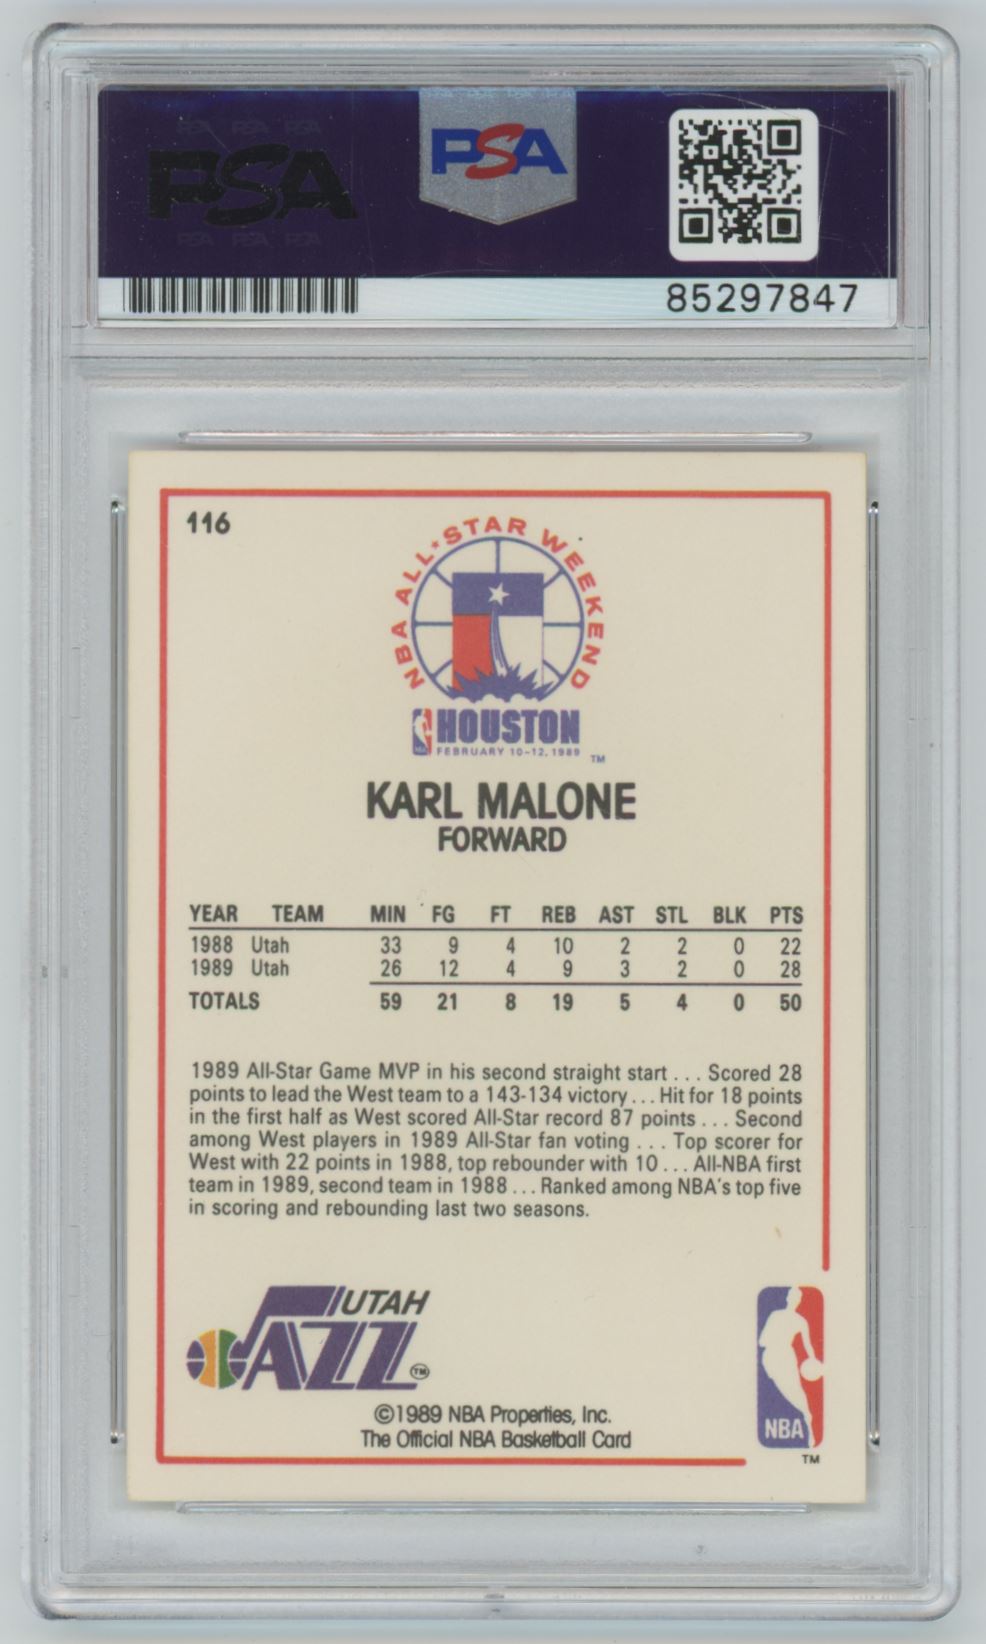 PSA PSA PSA
PSA
PSA PSA PSA
PSA
85297847
116
NBA ALL★STAR WEEKEND
NBA
HOUSTON
FEBRUARY 10-12, 1989
TM
KARL MALONE
FORWARD
YEAR TEAM MIN FG FT REB AST STL BLK PTS
1988 Utah 33 9 4 10 2 2 0 22
1989 Utah 26 12 4 9 3 2 0 28
TOTALS 59 21 8 19 5 4 0 50
1989 All-Star Game MVP in his second straight start . . . Scored 28
points to lead the West team to a 143-134 victory . . . Hit for 18 points
in the first half as West scored All-Star record 87 points . . . Second
among West players in 1989 All-Star fan voting . . . Top scorer for
West with 22 points in 1988, top rebounder with 10 . . . All-NBA first
team in 1989, second team in 1988 . . . Ranked among NBA's top five
in scoring and rebounding last two seasons.
UTAH
JAZZ
TM
©1989 NBA Properties, Inc.
The Official NBA Basketball Card
NBA
TM